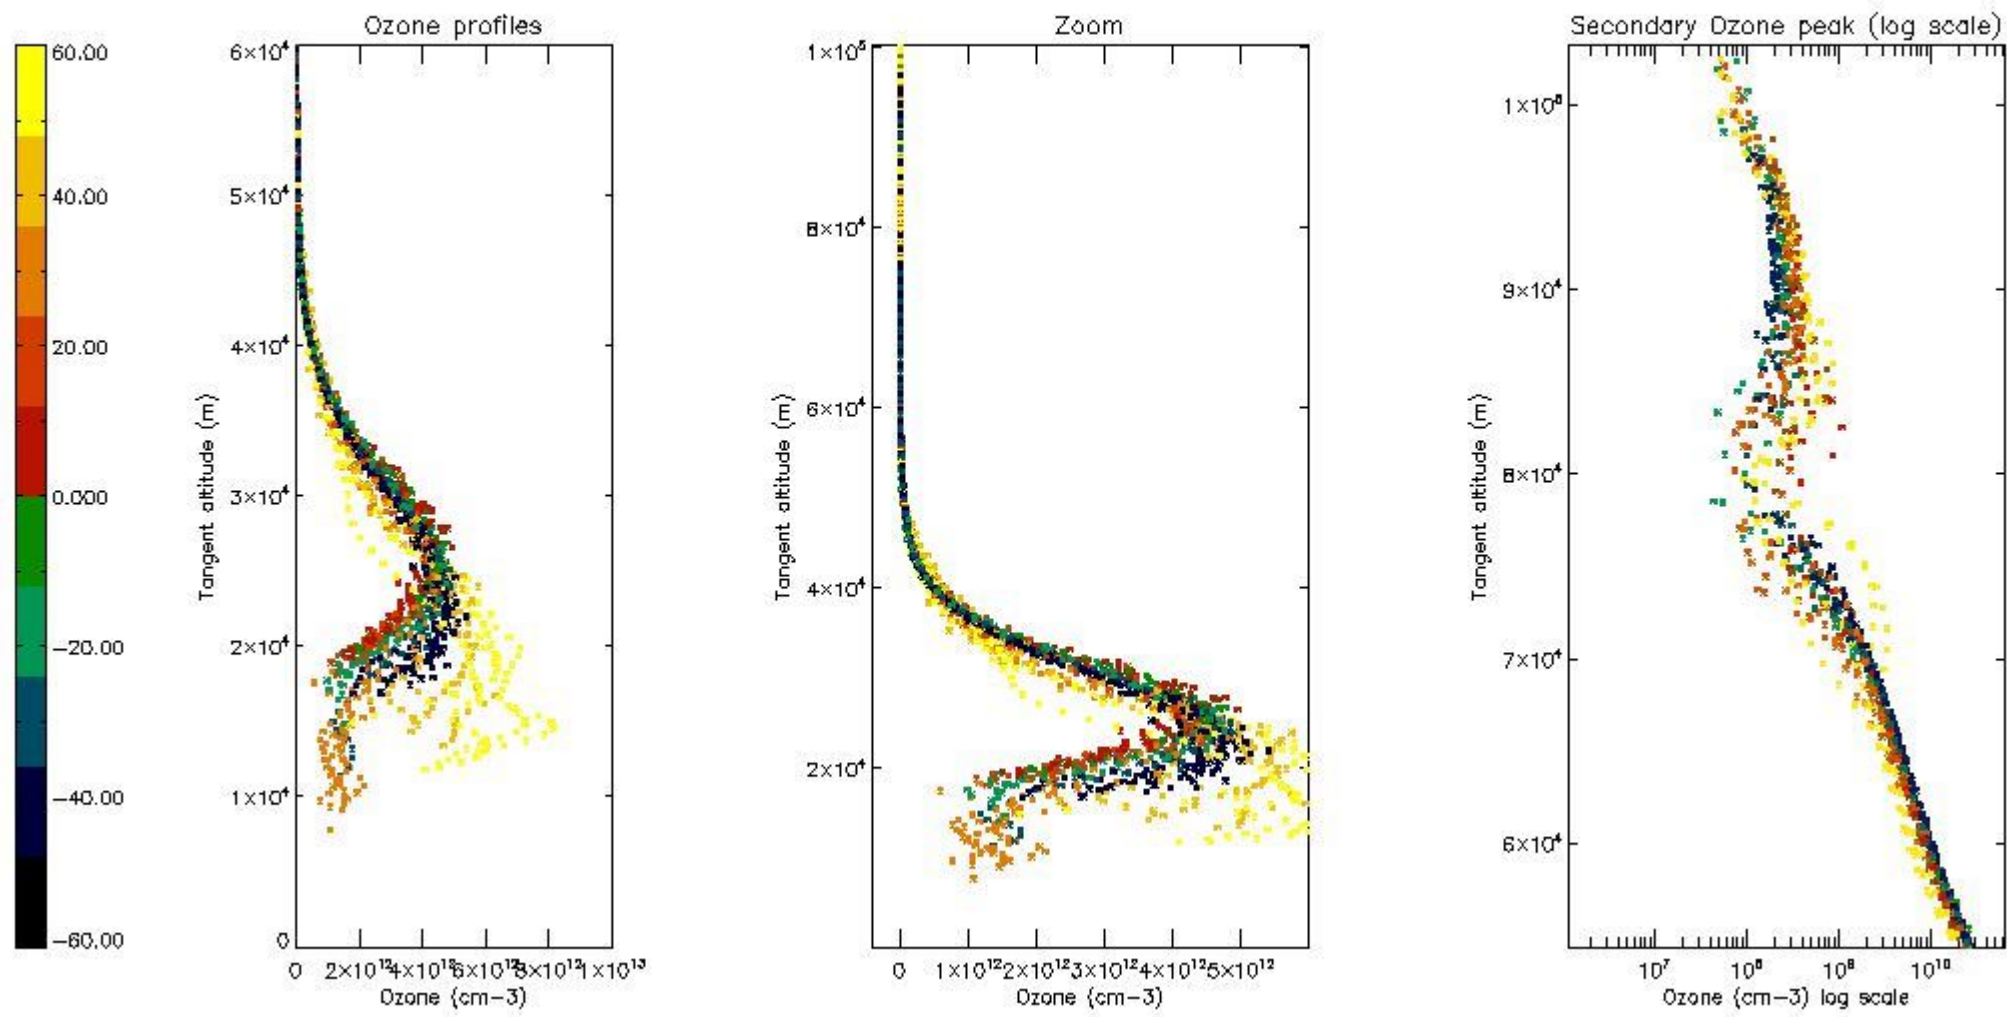 60.00
40.00
20.00
0.000
-20.00
-40.00
-60.00
Ozone profiles
6×10⁴
5×10⁴
4×10⁴
3×10⁴
2×10⁴
1×10⁴
0
Tangent altitude (m)
0 2×10¹² 4×10¹² 6×10¹² 8×10¹² 1×10¹³
Ozone (cm-3)
Zoom
1×10⁵
8×10⁴
6×10⁴
4×10⁴
2×10⁴
Tangent altitude (m)
0 1×10¹² 2×10¹² 3×10¹² 4×10¹² 5×10¹²
Ozone (cm-3)
Secondary Ozone peak (log scale)
1×10⁵
9×10⁴
8×10⁴
7×10⁴
6×10⁴
Tangent altitude (m)
10⁷ 10⁸ 10⁹ 10¹⁰
Ozone (cm-3) log scale